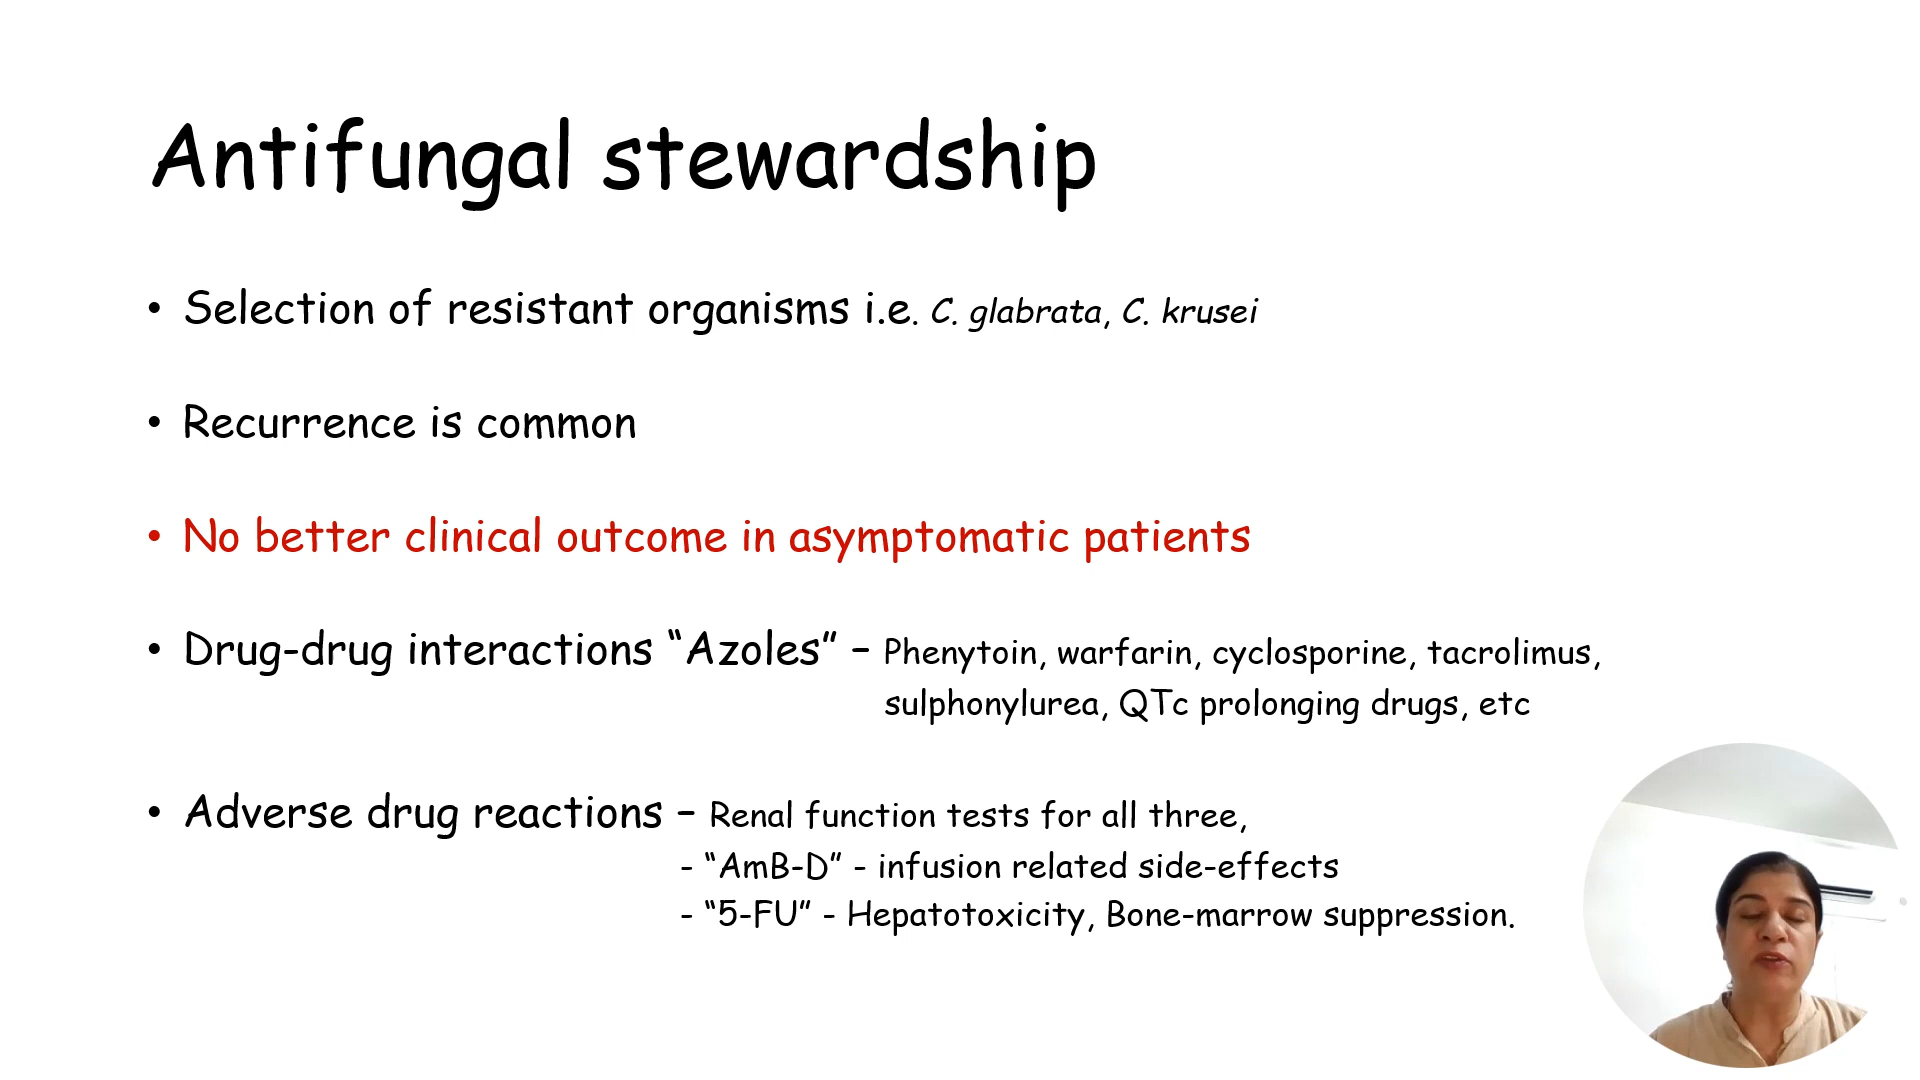 Antifungal stewardship
• Selection of resistant organisms i.e. C. glabrata, C. krusei
• Recurrence is common
• No better clinical outcome in asymptomatic patients
• Drug-drug interactions “Azoles” – Phenytoin, warfarin, cyclosporine, tacrolimus,
sulphonylurea, QTc prolonging drugs, etc
• Adverse drug reactions – Renal function tests for all three,
- “AmB-D” - infusion related side-effects
- “5-FU” - Hepatotoxicity, Bone-marrow suppression.